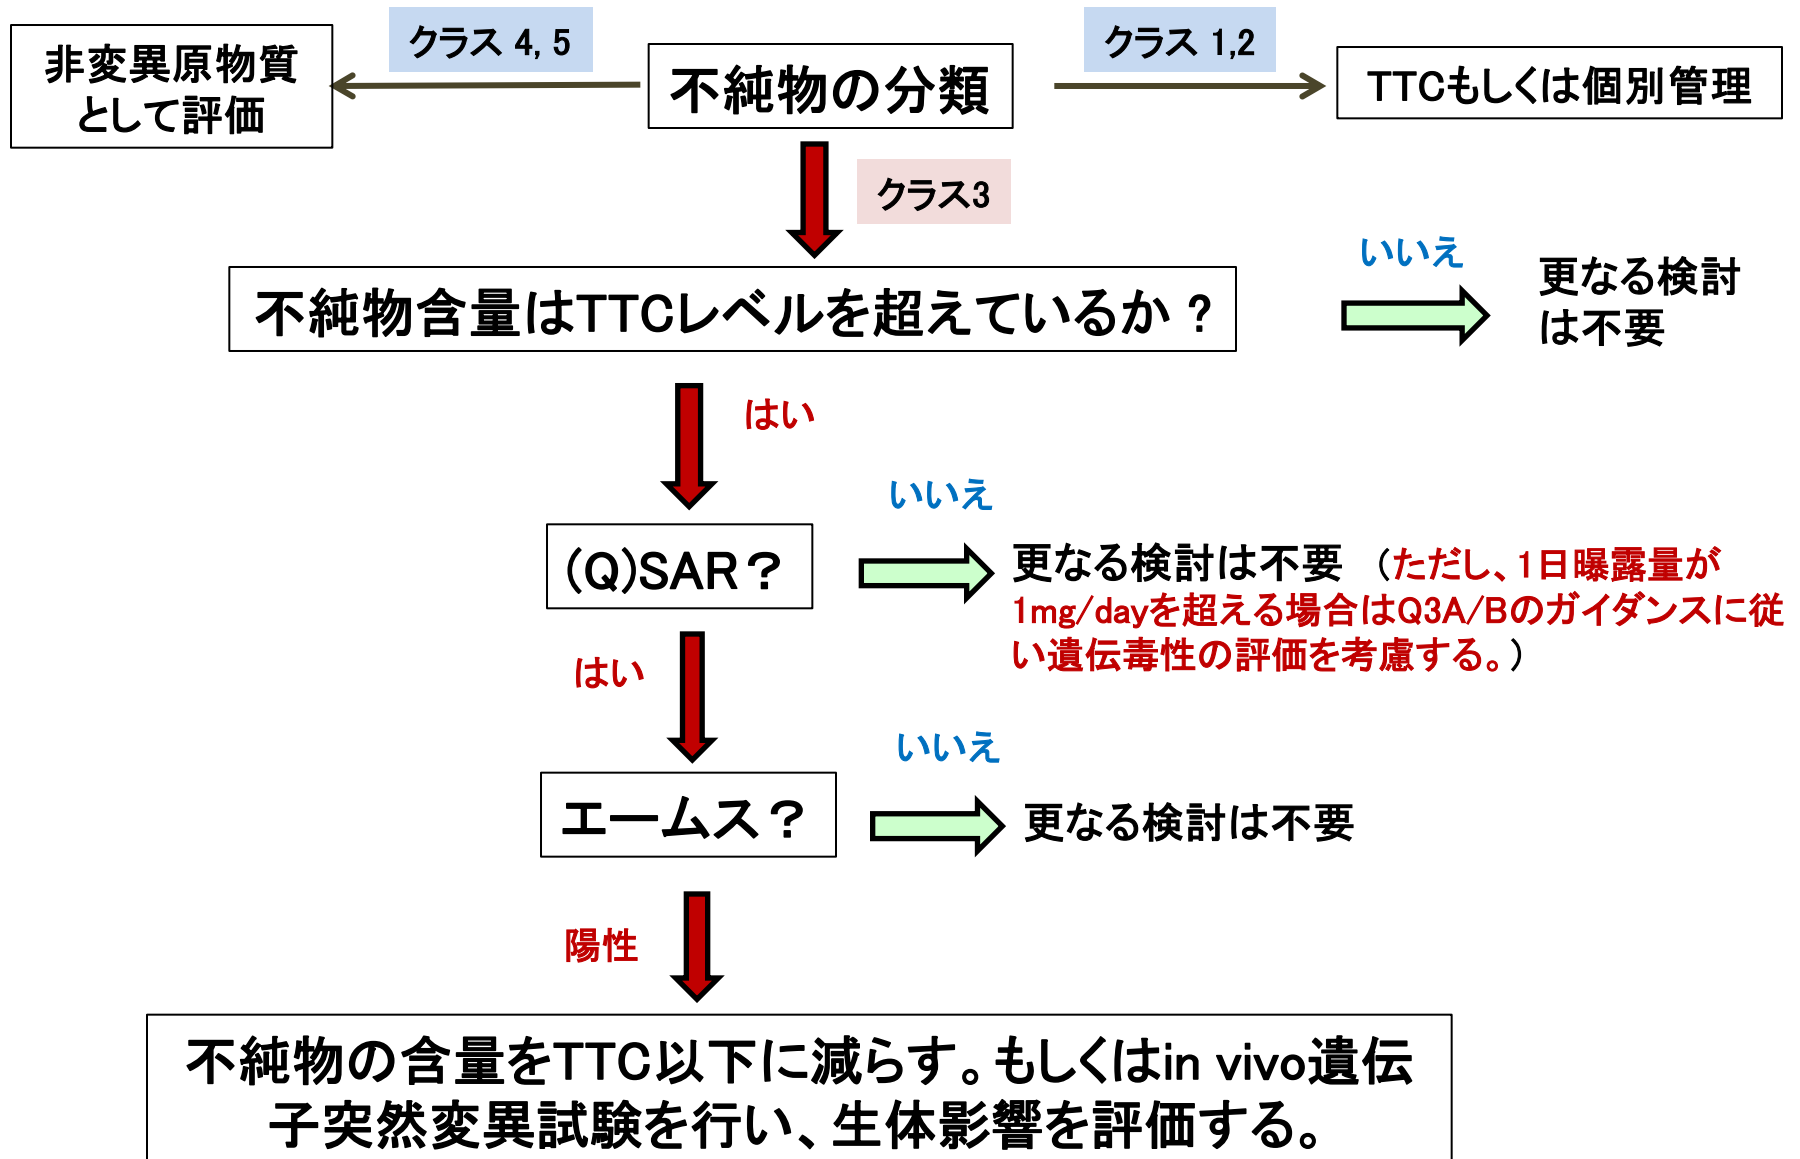 クラス 4, 5
クラス 1,2
非変異原物質
として評価
不純物の分類
TTCもしくは個別管理
クラス3
いいえ
不純物含量はTTCレベルを超えているか？
更なる検討
は不要
はい
いいえ
(Q)SAR？
更なる検討は不要 （ただし、1日曝露量が
1mg/dayを超える場合はQ3A/Bのガイダンスに従
い遺伝毒性の評価を考慮する。）
はい
いいえ
エームス？
更なる検討は不要
陽性
不純物の含量をTTC以下に減らす。もしくはin vivo遺伝
子突然変異試験を行い、生体影響を評価する。